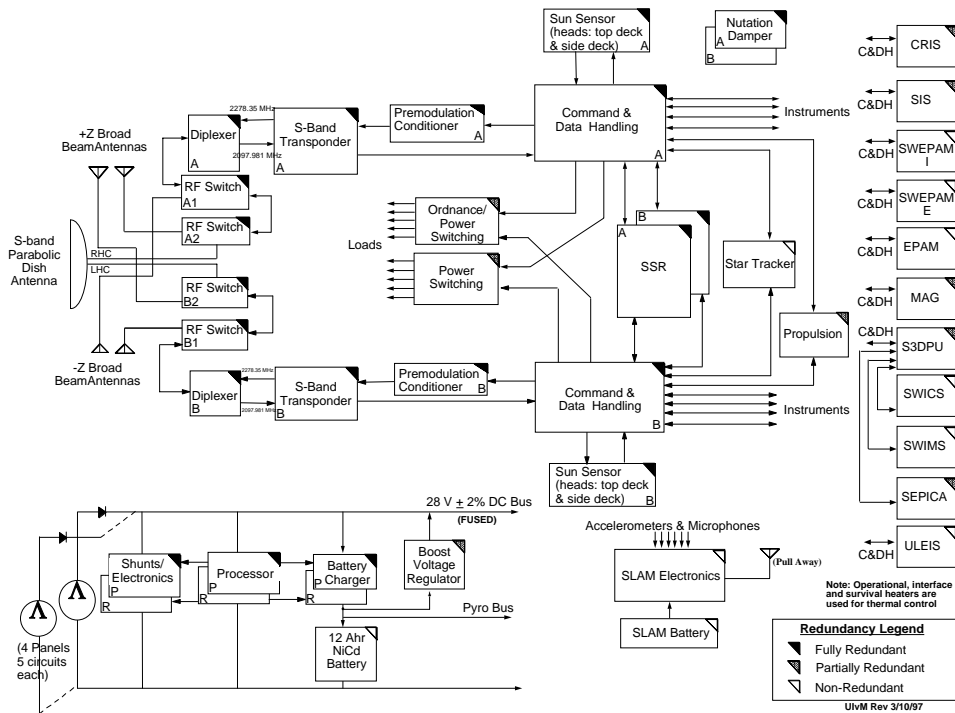 Sun Sensor
(heads: top deck
& side deck)
A
Nutation
Damper
A
B
C&DH
CRIS
C&DH
SIS
C&DH
SWEPAM
I
C&DH
SWEPAM
E
C&DH
EPAM
C&DH
MAG
C&DH
S3DPU
SWICS
SWIMS
SEPICA
C&DH
ULEIS
+Z Broad
BeamAntennas
Diplexer
A
2278.35 MHz
2097.981 MHz
S-Band
Transponder
A
Premodulation
Conditioner
A
Command &
Data Handling
A
Instruments
RF Switch
A1
RF Switch
A2
S-band
Parabolic
Dish
Antenna
RHC
LHC
RF Switch
B2
RF Switch
B1
-Z Broad
BeamAntennas
Loads
Ordnance/
Power
Switching
Power
Switching
B
A
SSR
Star Tracker
Propulsion
Diplexer
B
2278.35 MHz
2097.981 MHz
S-Band
Transponder
B
Premodulation
Conditioner
B
Command &
Data Handling
B
Instruments
Sun Sensor
(heads: top deck
& side deck)
B
28 V ± 2% DC Bus
(FUSED)
Shunts/
Electronics
P
R
Processor
P
R
Battery
Charger
P
R
Boost
Voltage
Regulator
Pyro Bus
12 Ahr
NiCd
Battery
Λ
Λ
(4 Panels
5 circuits
each)
Accelerometers & Microphones
SLAM Electronics
(Pull Away)
SLAM Battery
Note: Operational, interface
and survival heaters are
used for thermal control
Redundancy Legend
Fully Redundant
Partially Redundant
Non-Redundant
UlvM Rev 3/10/97